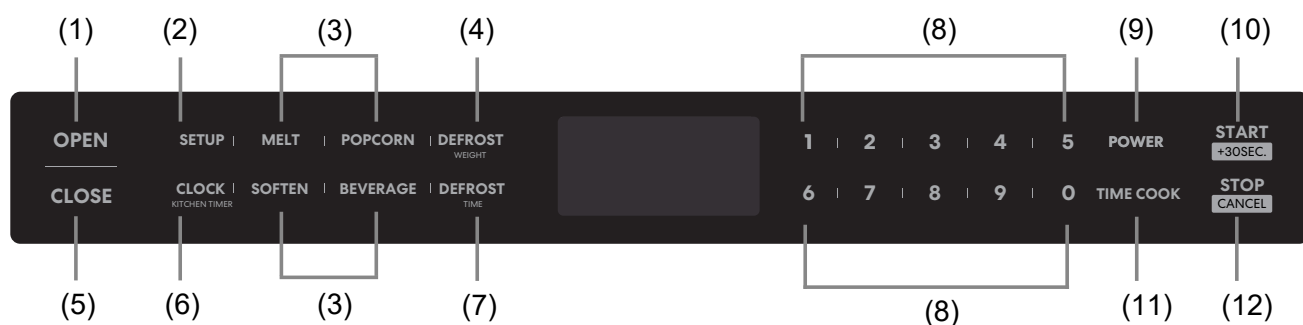 (1) (2) (3) (4) (8) (9) (10)
OPEN SETUP MELT POPCORN DEFROST 1 2 3 4 5 POWER START
WEIGHT +30SEC.
CLOSE CLOCK SOFTEN BEVERAGE DEFROST 6 7 8 9 0 TIME COOK STOP
KITCHEN TIMER TIME CANCEL
(5) (6) (3) (7) (8) (11) (12)